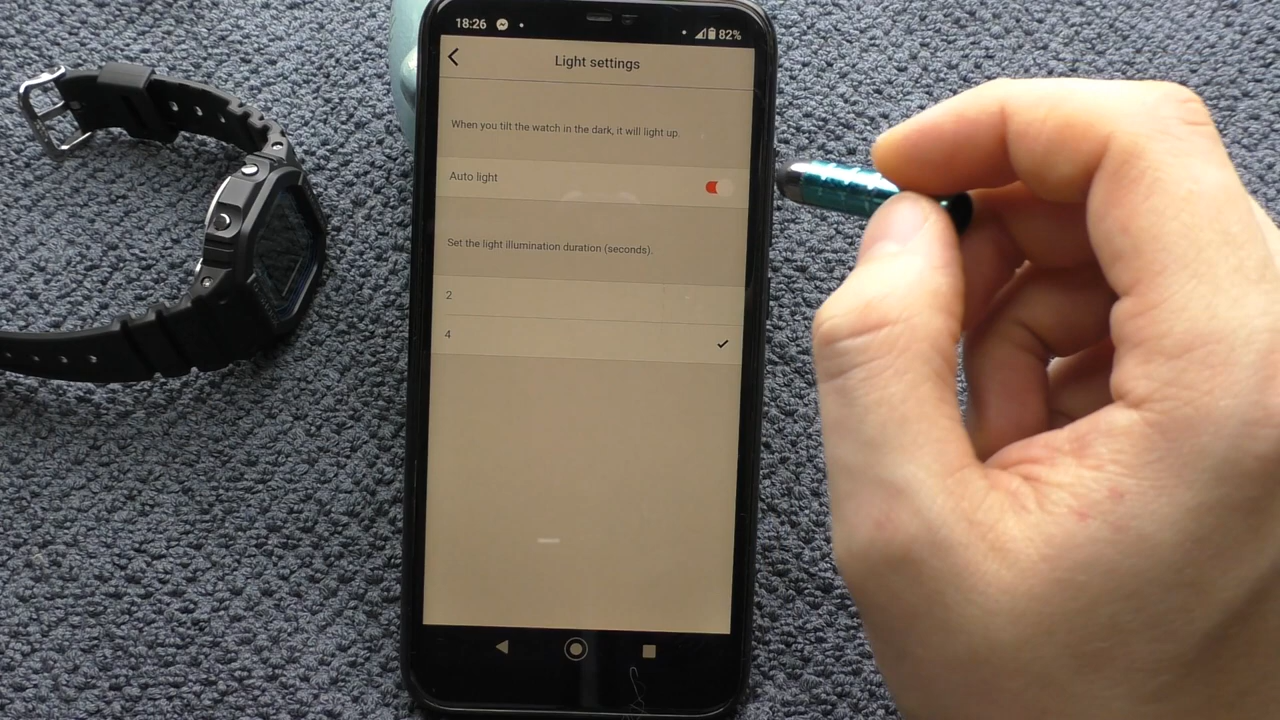 18:26
82%
Light settings
When you tilt the watch in the dark, it will light up.
Auto light
Set the light illumination duration (seconds).
2
4